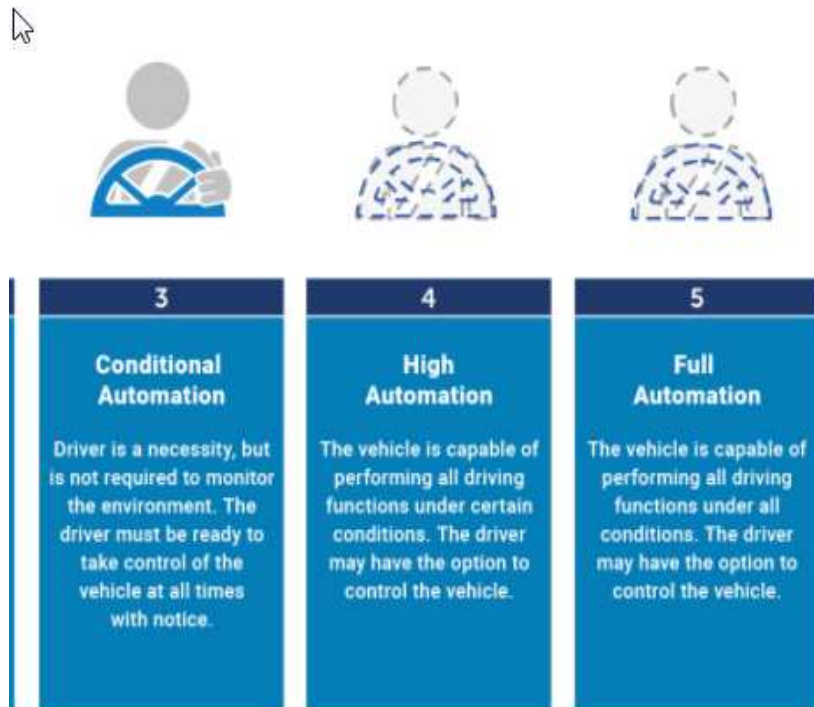 3
Conditional
Automation
Driver is a necessity, but
is not required to monitor
the environment. The
driver must be ready to
take control of the
vehicle at all times
with notice.
4
High
Automation
The vehicle is capable of
performing all driving
functions under certain
conditions. The driver
may have the option to
control the vehicle.
5
Full
Automation
The vehicle is capable of
performing all driving
functions under all
conditions. The driver
may have the option to
control the vehicle.